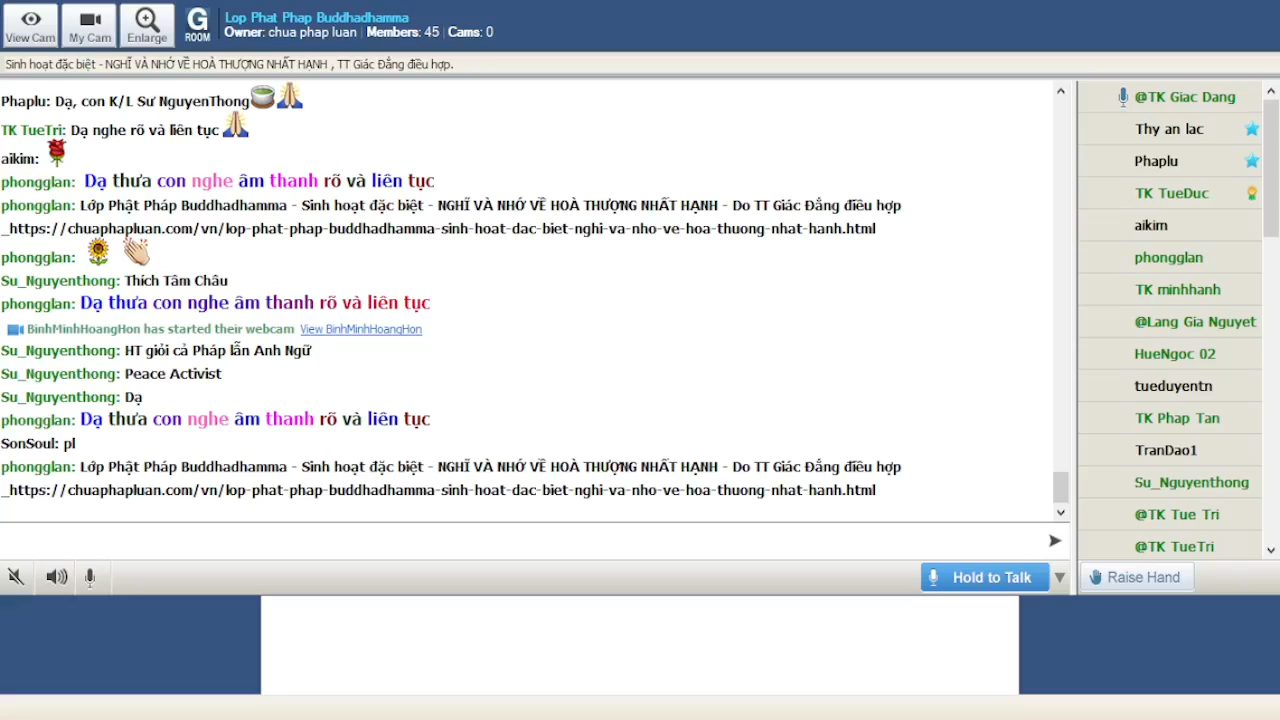 View Cam
My Cam
Enlarge
G
ROOM
Lop Phat Phap Buddhadhamma
Owner: chua phap luan | Members: 45 | Cams: 0
Sinh hoạt đặc biệt - NGHĨ VÀ NHỚ VỀ HOÀ THƯỢNG NHẤT HẠNH , TT Giác Đẳng điều hợp.
Phaplu: Dạ, con K/L Sư NguyenThong
TK TueTri: Dạ nghe rõ và liên tục
aikim:
phongglan: Dạ thưa con nghe âm thanh rõ và liên tục
phongglan: Lớp Phật Pháp Buddhadhamma - Sinh hoạt đặc biệt - NGHĨ VÀ NHỚ VỀ HOÀ THƯỢNG NHẤT HẠNH - Do TT Giác Đẳng điều hợp
_https://chuaphapluan.com/vn/lop-phat-phap-buddhadhamma-sinh-hoat-dac-biet-nghi-va-nho-ve-hoa-thuong-nhat-hanh.html
phongglan:
Su_Nguyenthong: Thích Tâm Châu
phongglan: Dạ thưa con nghe âm thanh rõ và liên tục
BinhMinhHoangHon has started their webcam View BinhMinhHoangHon
Su_Nguyenthong: HT giỏi cả Pháp lẫn Anh Ngữ
Su_Nguyenthong: Peace Activist
Su_Nguyenthong: Dạ
phongglan: Dạ thưa con nghe âm thanh rõ và liên tục
SonSoul: pl
phongglan: Lớp Phật Pháp Buddhadhamma - Sinh hoạt đặc biệt - NGHĨ VÀ NHỚ VỀ HOÀ THƯỢNG NHẤT HẠNH - Do TT Giác Đẳng điều hợp
_https://chuaphapluan.com/vn/lop-phat-phap-buddhadhamma-sinh-hoat-dac-biet-nghi-va-nho-ve-hoa-thuong-nhat-hanh.html
@TK Giac Dang
Thy an lac
Phaplu
TK TueDuc
aikim
phongglan
TK minhhanh
@Lang Gia Nguyet
HueNgoc 02
tueduyentn
TK Phap Tan
TranDao1
Su_Nguyenthong
@TK Tue Tri
@TK TueTri
Hold to Talk
Raise Hand